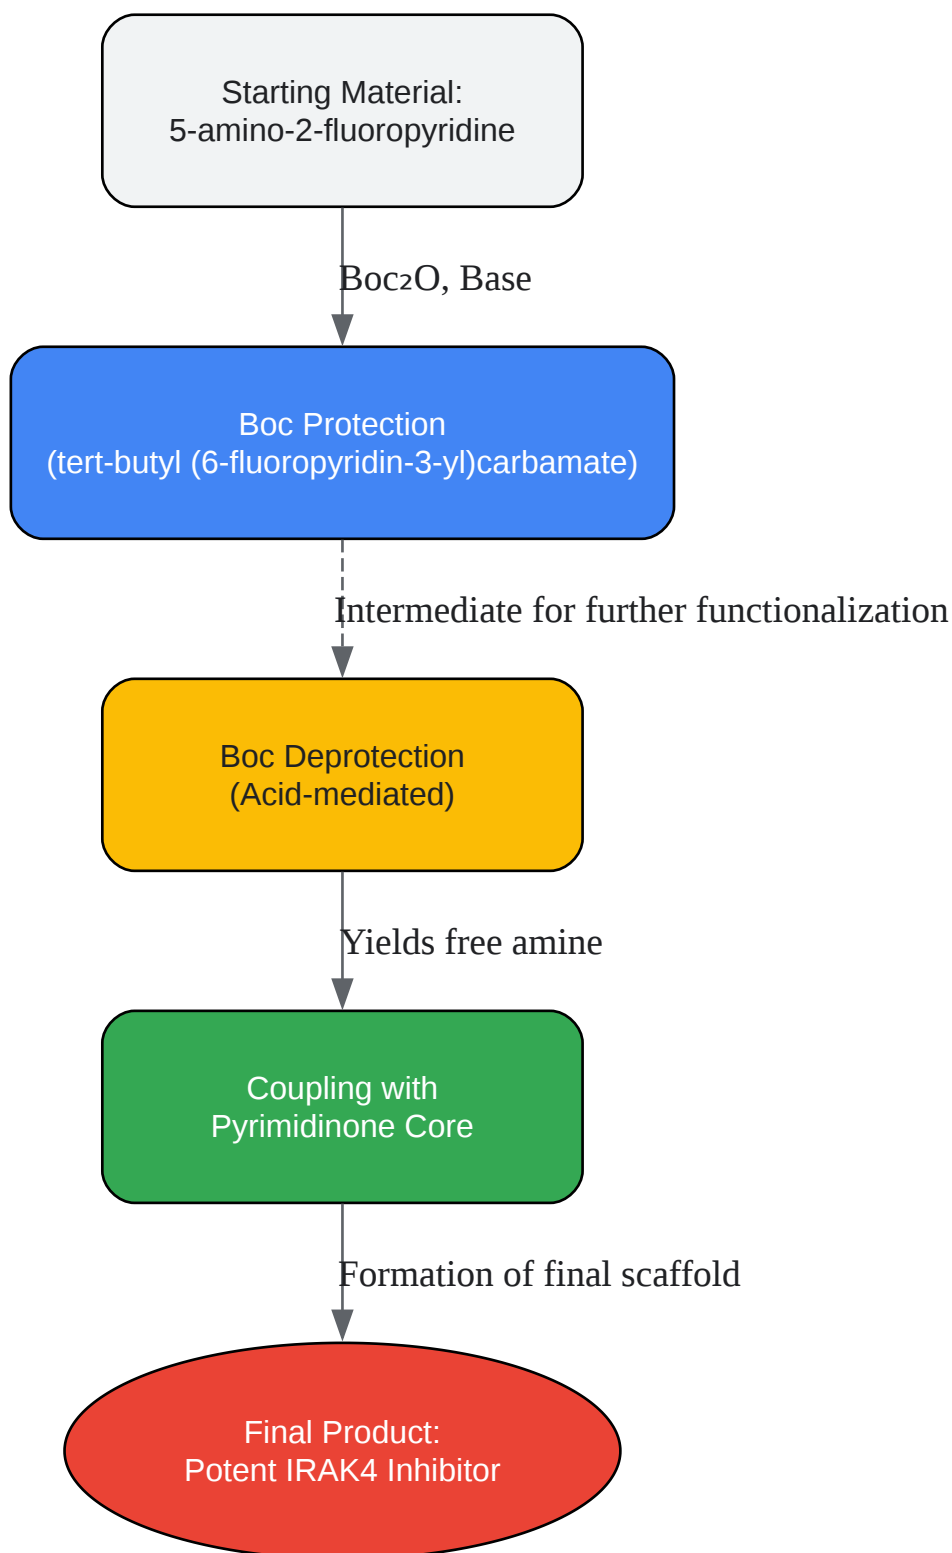 Starting Material:
5-amino-2-fluoropyridine
Boc₂O, Base
Boc Protection
(tert-butyl (6-fluoropyridin-3-yl)carbamate)
Intermediate for further functionalization
Boc Deprotection
(Acid-mediated)
Yields free amine
Coupling with
Pyrimidinone Core
Formation of final scaffold
Final Product:
Potent IRAK4 Inhibitor